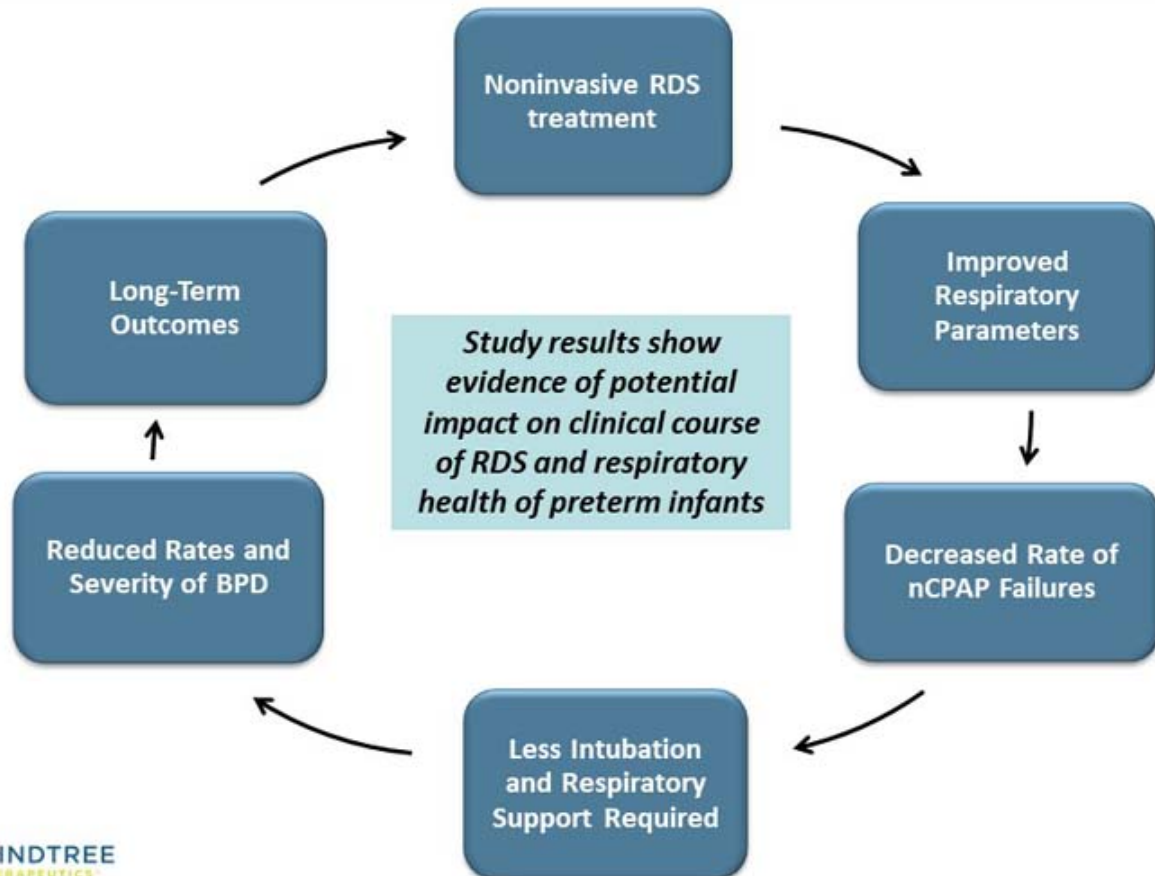 Noninvasive RDS
treatment
Improved
Respiratory
Parameters
Decreased Rate of
nCPAP Failures
Less Intubation
and Respiratory
Support Required
Reduced Rates and
Severity of BPD
Long-Term
Outcomes
Study results show
evidence of potential
impact on clinical course
of RDS and respiratory
health of preterm infants
INDTREE